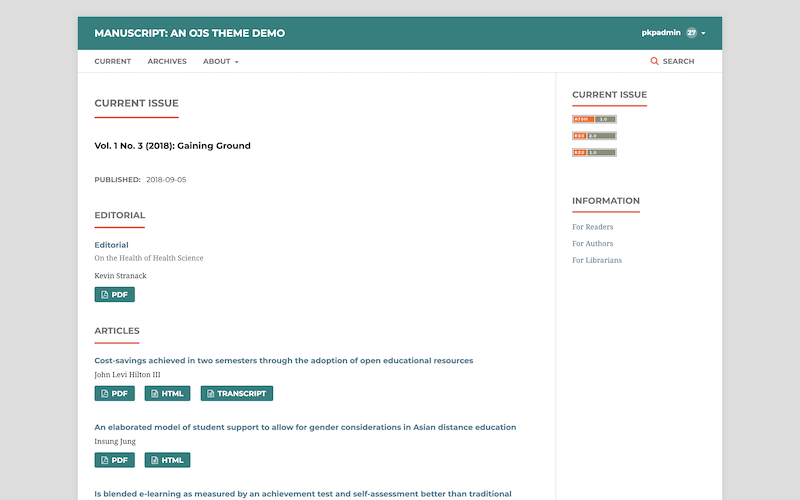 MANUSCRIPT: AN OJS THEME DEMO
pkpadmin 27
CURRENT ARCHIVES ABOUT
SEARCH
CURRENT ISSUE
Vol. 1 No. 3 (2018): Gaining Ground
PUBLISHED: 2018-09-05
EDITORIAL
Editorial
On the Health of Health Science
Kevin Stranack
PDF
ARTICLES
Cost-savings achieved in two semesters through the adoption of open educational resources
John Levi Hilton III
PDF HTML TRANSCRIPT
An elaborated model of student support to allow for gender considerations in Asian distance education
Insung Jung
PDF HTML
Is blended e-learning as measured by an achievement test and self-assessment better than traditional
CURRENT ISSUE
ATOM 1.0
RSS 2.0
RSS 1.0
INFORMATION
For Readers
For Authors
For Librarians